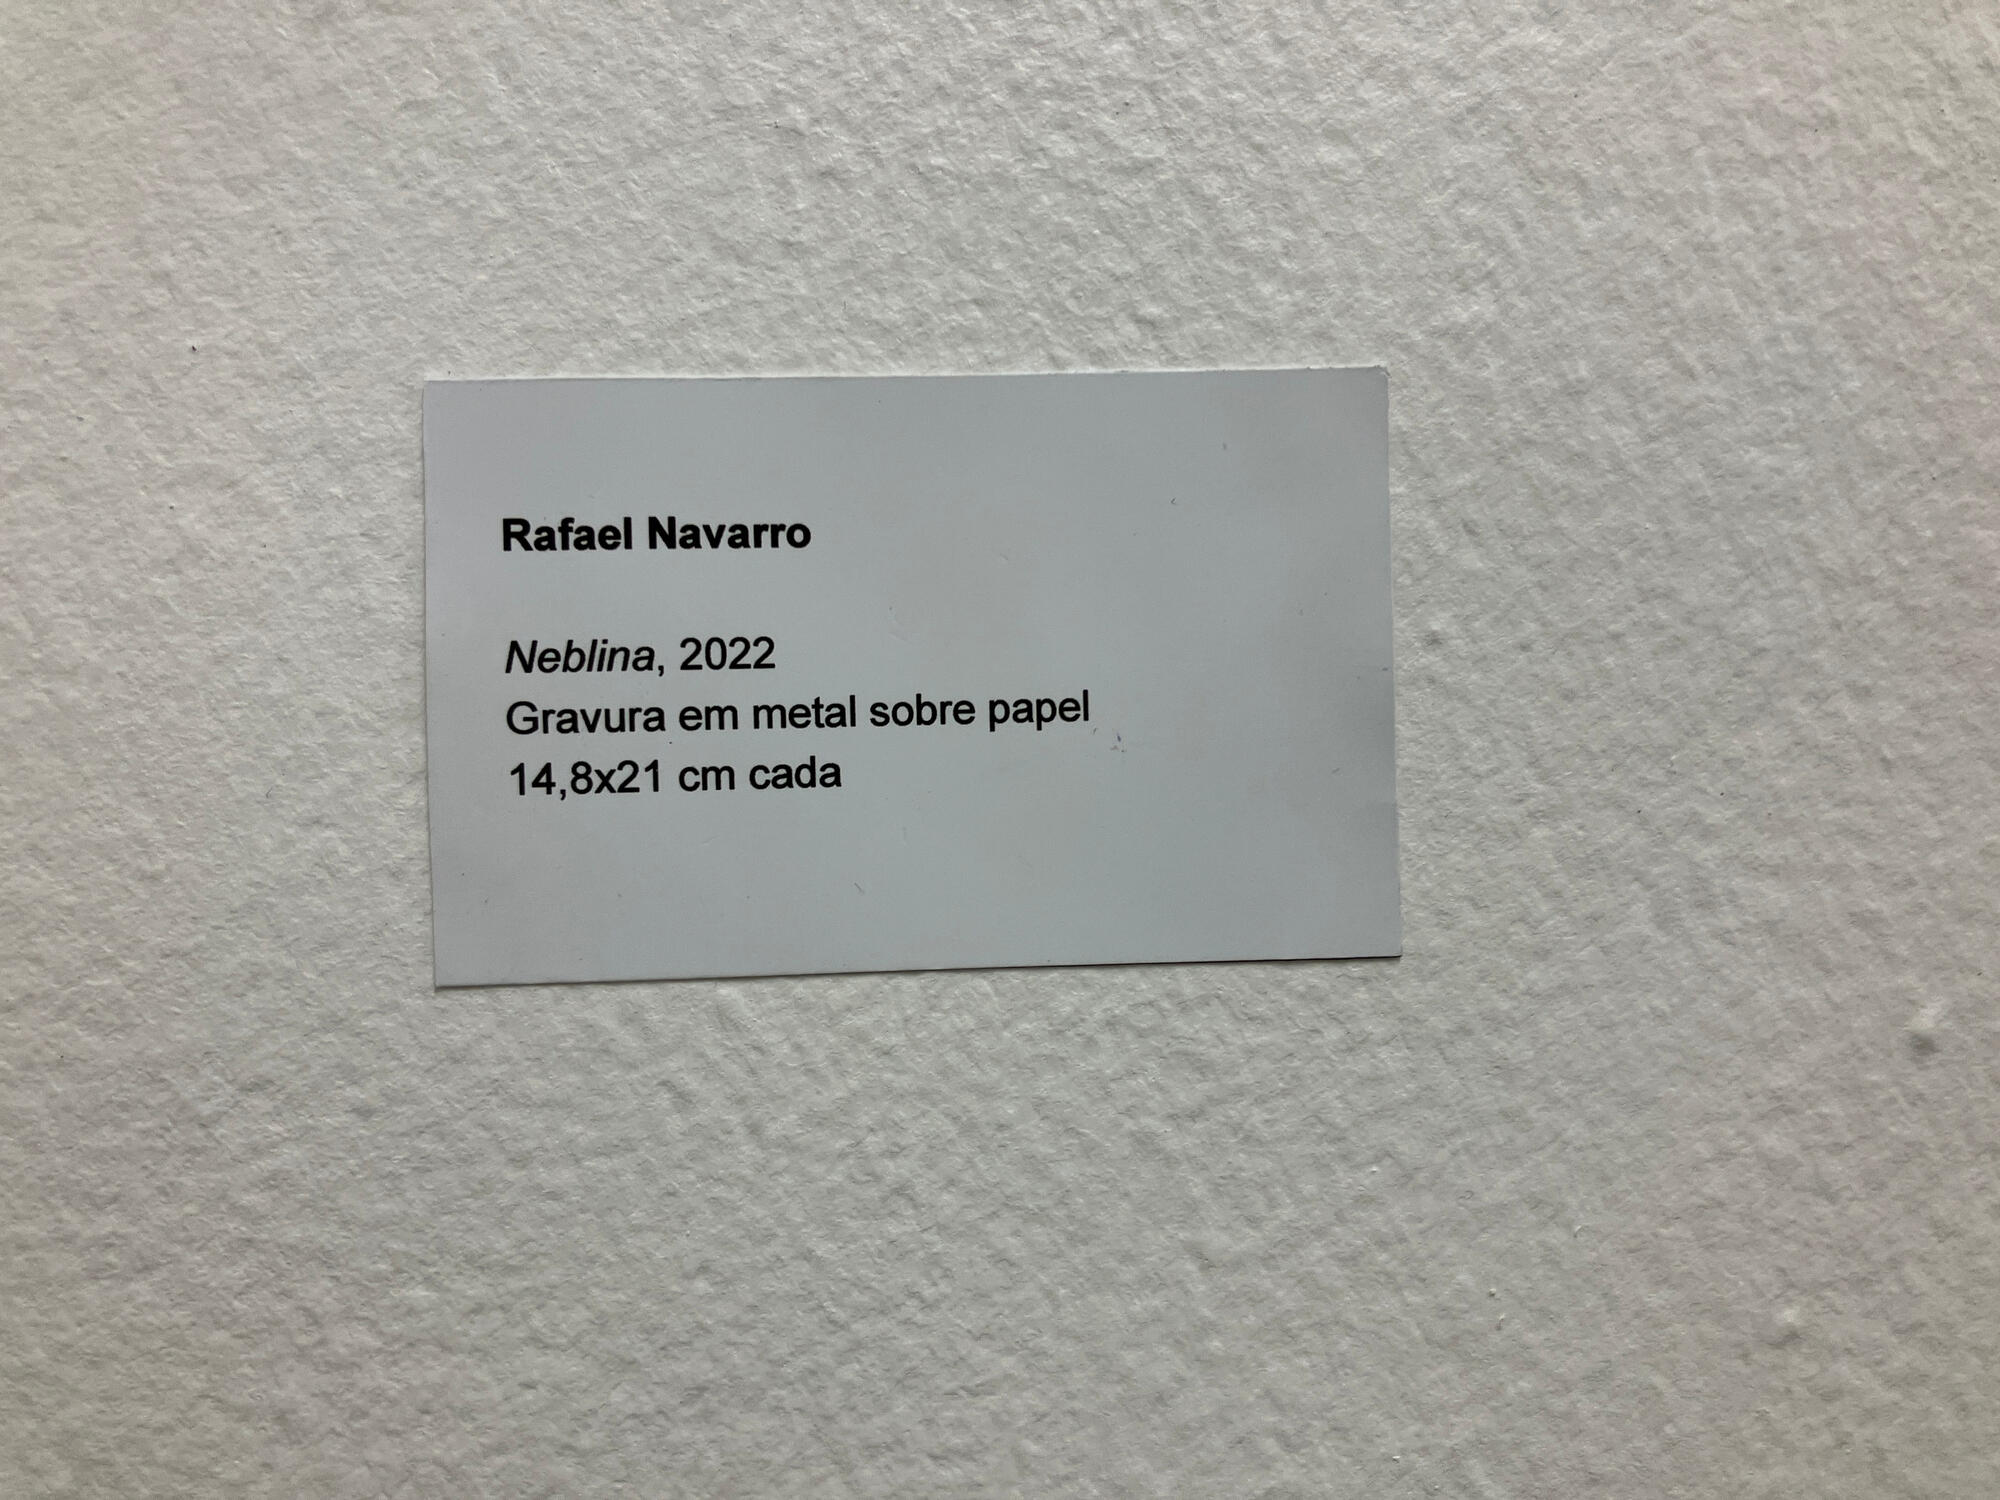 Rafael Navarro
Neblina, 2022
Gravura em metal sobre papel
14,8x21 cm cada